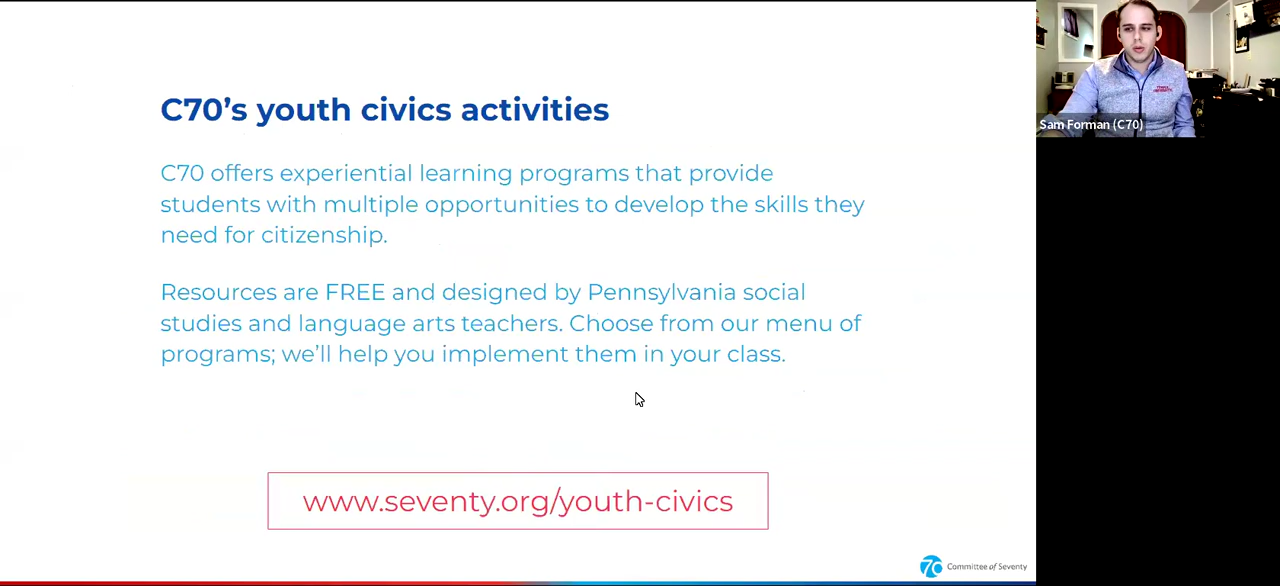 C70's youth civics activities
C70 offers experiential learning programs that provide
students with multiple opportunities to develop the skills they
need for citizenship.
Resources are FREE and designed by Pennsylvania social
studies and language arts teachers. Choose from our menu of
programs; we'll help you implement them in your class.
www.seventy.org/youth-civics
70 Committee of Seventy
Sam Forman (C70)